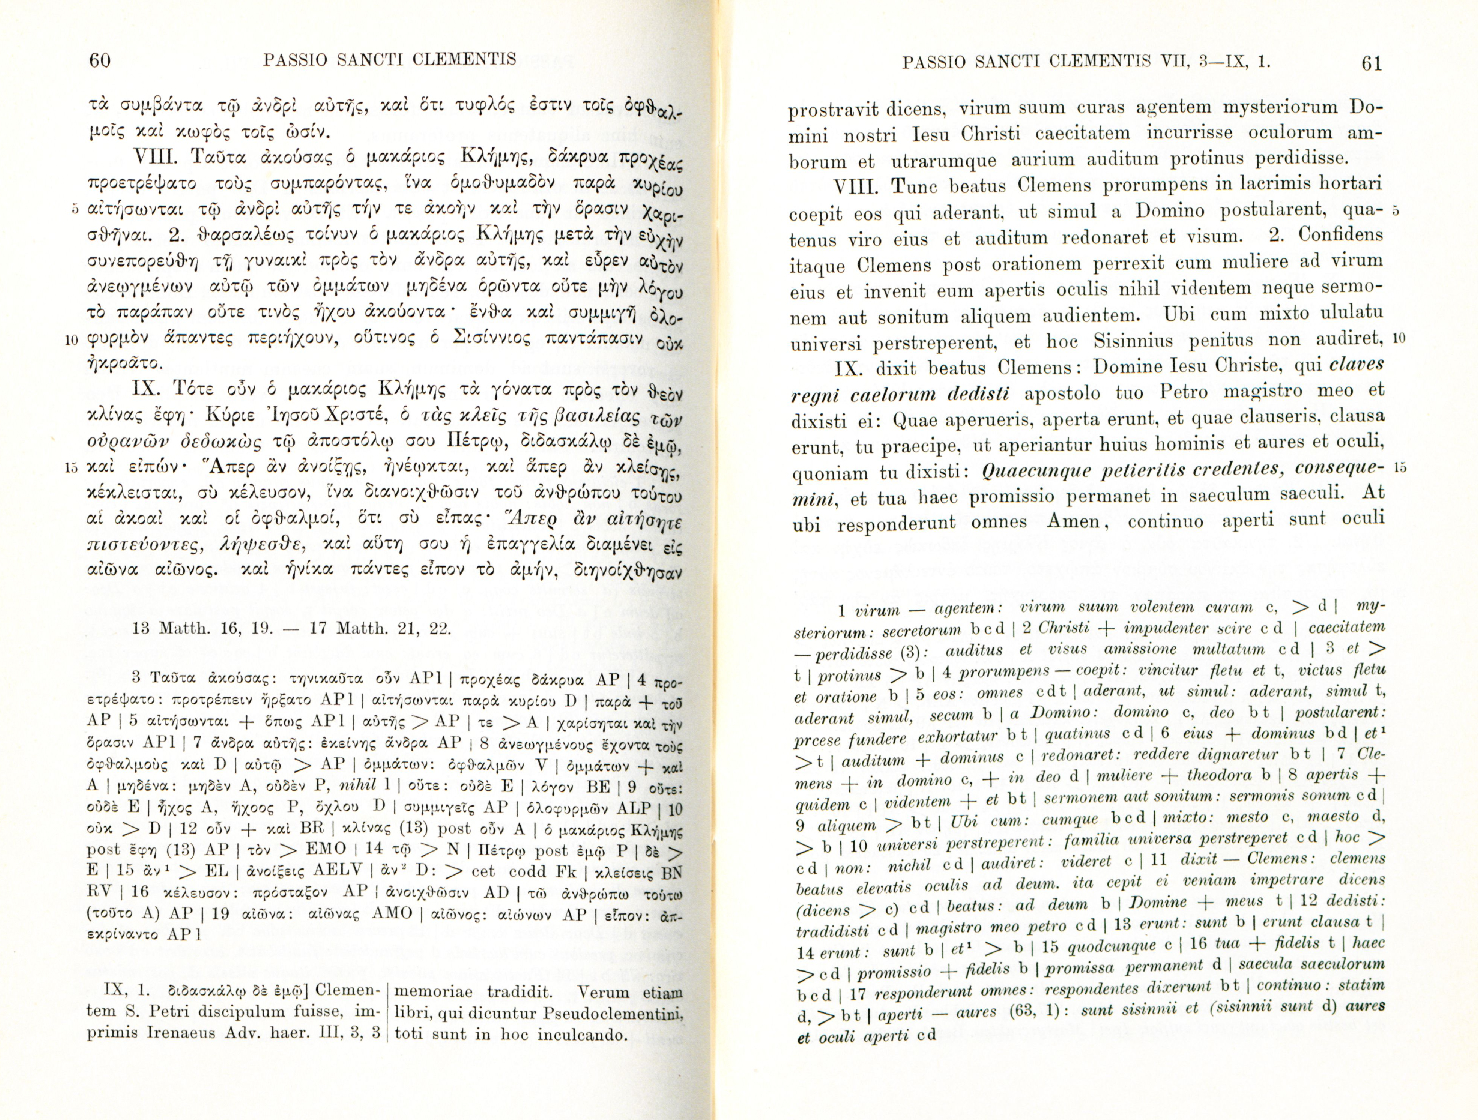 60
PASSIO SANCTI CLEMENTIS
τὰ συμβάντα τῷ ἀνδρὶ αὐτῆς, καὶ ὅτι τυφλός ἐστιν τοῖς ὀφθαλ-
μοῖς καὶ κωφὸς τοῖς ὠσίν.
VIII. Ταῦτα ἀκούσας ὁ μακάριος Κλήμης, δάκρυα προχέας
προετρέψατο τοὺς συμπαρόντας, ἵνα ὁμοθυμαδὸν παρὰ κυρίου
5 αἰτήσωνται τῷ ἀνδρὶ αὐτῆς τήν τε ἀκοὴν καὶ τὴν ὅρασιν χαρι-
σθῆναι. 2. θαρσαλέως τοίνυν ὁ μακάριος Κλήμης μετὰ τὴν εὐχὴν
συνεπορεύθη τῇ γυναικὶ πρὸς τὸν ἄνδρα αὐτῆς, καὶ εὗρεν αὐτὸν
ἀνεῳγμένων αὐτῷ τῶν ὀμμάτων μηδένα ὁρῶντα οὔτε μὴν λόγου
τὸ παράπαν οὔτε τινὸς ἤχου ἀκούοντα· ἔνθα καὶ συμμιγῆ ὀλο-
10 φυρμὸν ἅπαντες περιήχουν, οὗτινος ὁ Σισίννιος παντάπασιν οὐκ
ἠκροᾶτο.
IX. Τότε οὖν ὁ μακάριος Κλήμης τὰ γόνατα πρὸς τὸν θεὸν
κλίνας ἔφη· Κύριε Ἰησοῦ Χριστέ, ὁ τὰς κλεῖς τῆς βασιλείας τῶν
οὐρανῶν δεδωκὼς τῷ ἀποστόλῳ σου Πέτρῳ, διδασκάλῳ δὲ ἐμῷ,
15 καὶ εἰπών· Ἅπερ ἂν ἀνοίξῃς, ἠνέῳκται, καὶ ἅπερ ἂν κλείσῃς,
κέκλεισται, σὺ κέλευσον, ἵνα διανοιχθῶσιν τοῦ ἀνθρώπου τούτου
αἱ ἀκοαὶ καὶ οἱ ὀφθαλμοί, ὅτι σὺ εἶπας· Ἅπερ ἂν αἰτήσητε
πιστεύοντες, λήψεσθε, καὶ αὕτη σου ἡ ἐπαγγελία διαμένει εἰς
αἰῶνα αἰῶνος. καὶ ἡνίκα πάντες εἶπον τὸ ἀμήν, διηνοίχθησαν
13 Matth. 16, 19. — 17 Matth. 21, 22.
3 Ταῦτα ἀκούσας: τηνικαῦτα οὖν AP1 | προχέας δάκρυα AP | 4 προ-
ετρέψατο: προτρέπειν ἤρξατο AP1 | αἰτήσωνται παρὰ κυρίου D | παρὰ + τοῦ
AP | 5 αἰτήσωνται + ὅπως AP1 | αὐτῆς > AP | τε > A | χαρίσηται καὶ τὴν
ὅρασιν AP1 | 7 ἄνδρα αὐτῆς: ἐκείνης ἄνδρα AP | 8 ἀνεωγμένους ἔχοντα τοὺς
ὀφθαλμοὺς καὶ D | αὐτῷ > AP | ὀμμάτων: ὀφθαλμῶν V | ὀμμάτων + καὶ
A | μηδένα: μηδὲν A, οὐδὲν P, nihil l | οὔτε: οὐδὲ E | λόγον BE | 9 οὔτε:
οὐδὲ E | ἦχος A, ἤχοος P, ὄχλου D | συμμιγεῖς AP | ὀλοφυρμῶν ALP | 10
οὐκ > D | 12 οὖν + καὶ BR | κλίνας (13) post οὖν A | ὁ μακάριος Κλήμης
post ἔφη (13) AP | τὸν > EMO | 14 τῷ > N | Πέτρῳ post ἐμῷ P | δὲ >
E | 15 ἂν¹ > EL | ἀνοίξεις AELV | ἂν² D: > cet codd Fk | κλείσεις BN
RV | 16 κέλευσον: πρόσταξον AP | ἀνοιχθῶσιν AD | τῶ ἀνθρώπω τούτω
(τοῦτο A) AP | 19 αἰῶνα: αἰῶνας AMO | αἰῶνος: αἰώνων AP | εἶπον: ἀπ-
εκρίναντο AP1
IX, 1. διδασκάλῳ δὲ ἐμῷ] Clemen-
tem S. Petri discipulum fuisse, im-
primis Irenaeus Adv. haer. III, 3, 3
memoriae tradidit. Verum etiam
libri, qui dicuntur Pseudoclementini,
toti sunt in hoc inculcando.
PASSIO SANCTI CLEMENTIS VII, 3—IX, 1.
61
prostravit dicens, virum suum curas agentem mysteriorum Do-
mini nostri Iesu Christi caecitatem incurrisse oculorum am-
borum et utrarumque aurium auditum protinus perdidisse.
VIII. Tunc beatus Clemens prorumpens in lacrimis hortari
coepit eos qui aderant, ut simul a Domino postularent, qua- 5
tenus viro eius et auditum redonaret et visum. 2. Confidens
itaque Clemens post orationem perrexit cum muliere ad virum
eius et invenit eum apertis oculis nihil videntem neque sermo-
nem aut sonitum aliquem audientem. Ubi cum mixto ululatu
universi perstreperent, et hoc Sisinnius penitus non audiret, 10
IX. dixit beatus Clemens: Domine Iesu Christe, qui claves
regni caelorum dedisti apostolo tuo Petro magistro meo et
dixisti ei: Quae aperueris, aperta erunt, et quae clauseris, clausa
erunt, tu praecipe, ut aperiantur huius hominis et aures et oculi,
quoniam tu dixisti: Quaecunque petieritis credentes, conseque- 15
mini, et tua haec promissio permanet in saeculum saeculi. At
ubi responderunt omnes Amen, continuo aperti sunt oculi
1 virum — agentem: virum suum volentem curam c, > d | my-
steriorum: secretorum b c d | 2 Christi + impudenter scire c d | caecitatem
— perdidisse (3): auditus et visus amissione multatum c d | 3 et >
t | protinus > b | 4 prorumpens — coepit: vincitur fletu et t, victus fletu
et oratione b | 5 eos: omnes c d t | aderant, ut simul: aderant, simul t,
aderant simul, secum b | a Domino: domino c, deo b t | postularent:
prcese fundere exhortatur b t | quatinus c d | 6 eius + dominus b d | et¹
> t | auditum + dominus c | redonaret: reddere dignaretur b t | 7 Cle-
mens + in domino c, + in deo d | muliere + theodora b | 8 apertis +
quidem c | videntem + et b t | sermonem aut sonitum: sermonis sonum c d |
9 aliquem > b t | Ubi cum: cumque b c d | mixto: mesto c, maesto d,
> b | 10 universi perstreperent: familia universa perstreperet c d | hoc >
c d | non: nichil c d | audiret: videret c | 11 dixit — Clemens: clemens
beatus elevatis oculis ad deum. ita cepit ei veniam impetrare dicens
(dicens > c) c d | beatus: ad deum b | Domine + meus t | 12 dedisti:
tradidisti c d | magistro meo petro c d | 13 erunt: sunt b | erunt clausa t |
14 erunt: sunt b | et¹ > b | 15 quodcunque c | 16 tua + fidelis t | haec
> c d | promissio + fidelis b | promissa permanent d | saecula saeculorum
b c d | 17 responderunt omnes: respondentes dixerunt b t | continuo: statim
d, > b t | aperti — aures (63, 1): sunt sisinnii et (sisinnii sunt d) aures
et oculi aperti c d